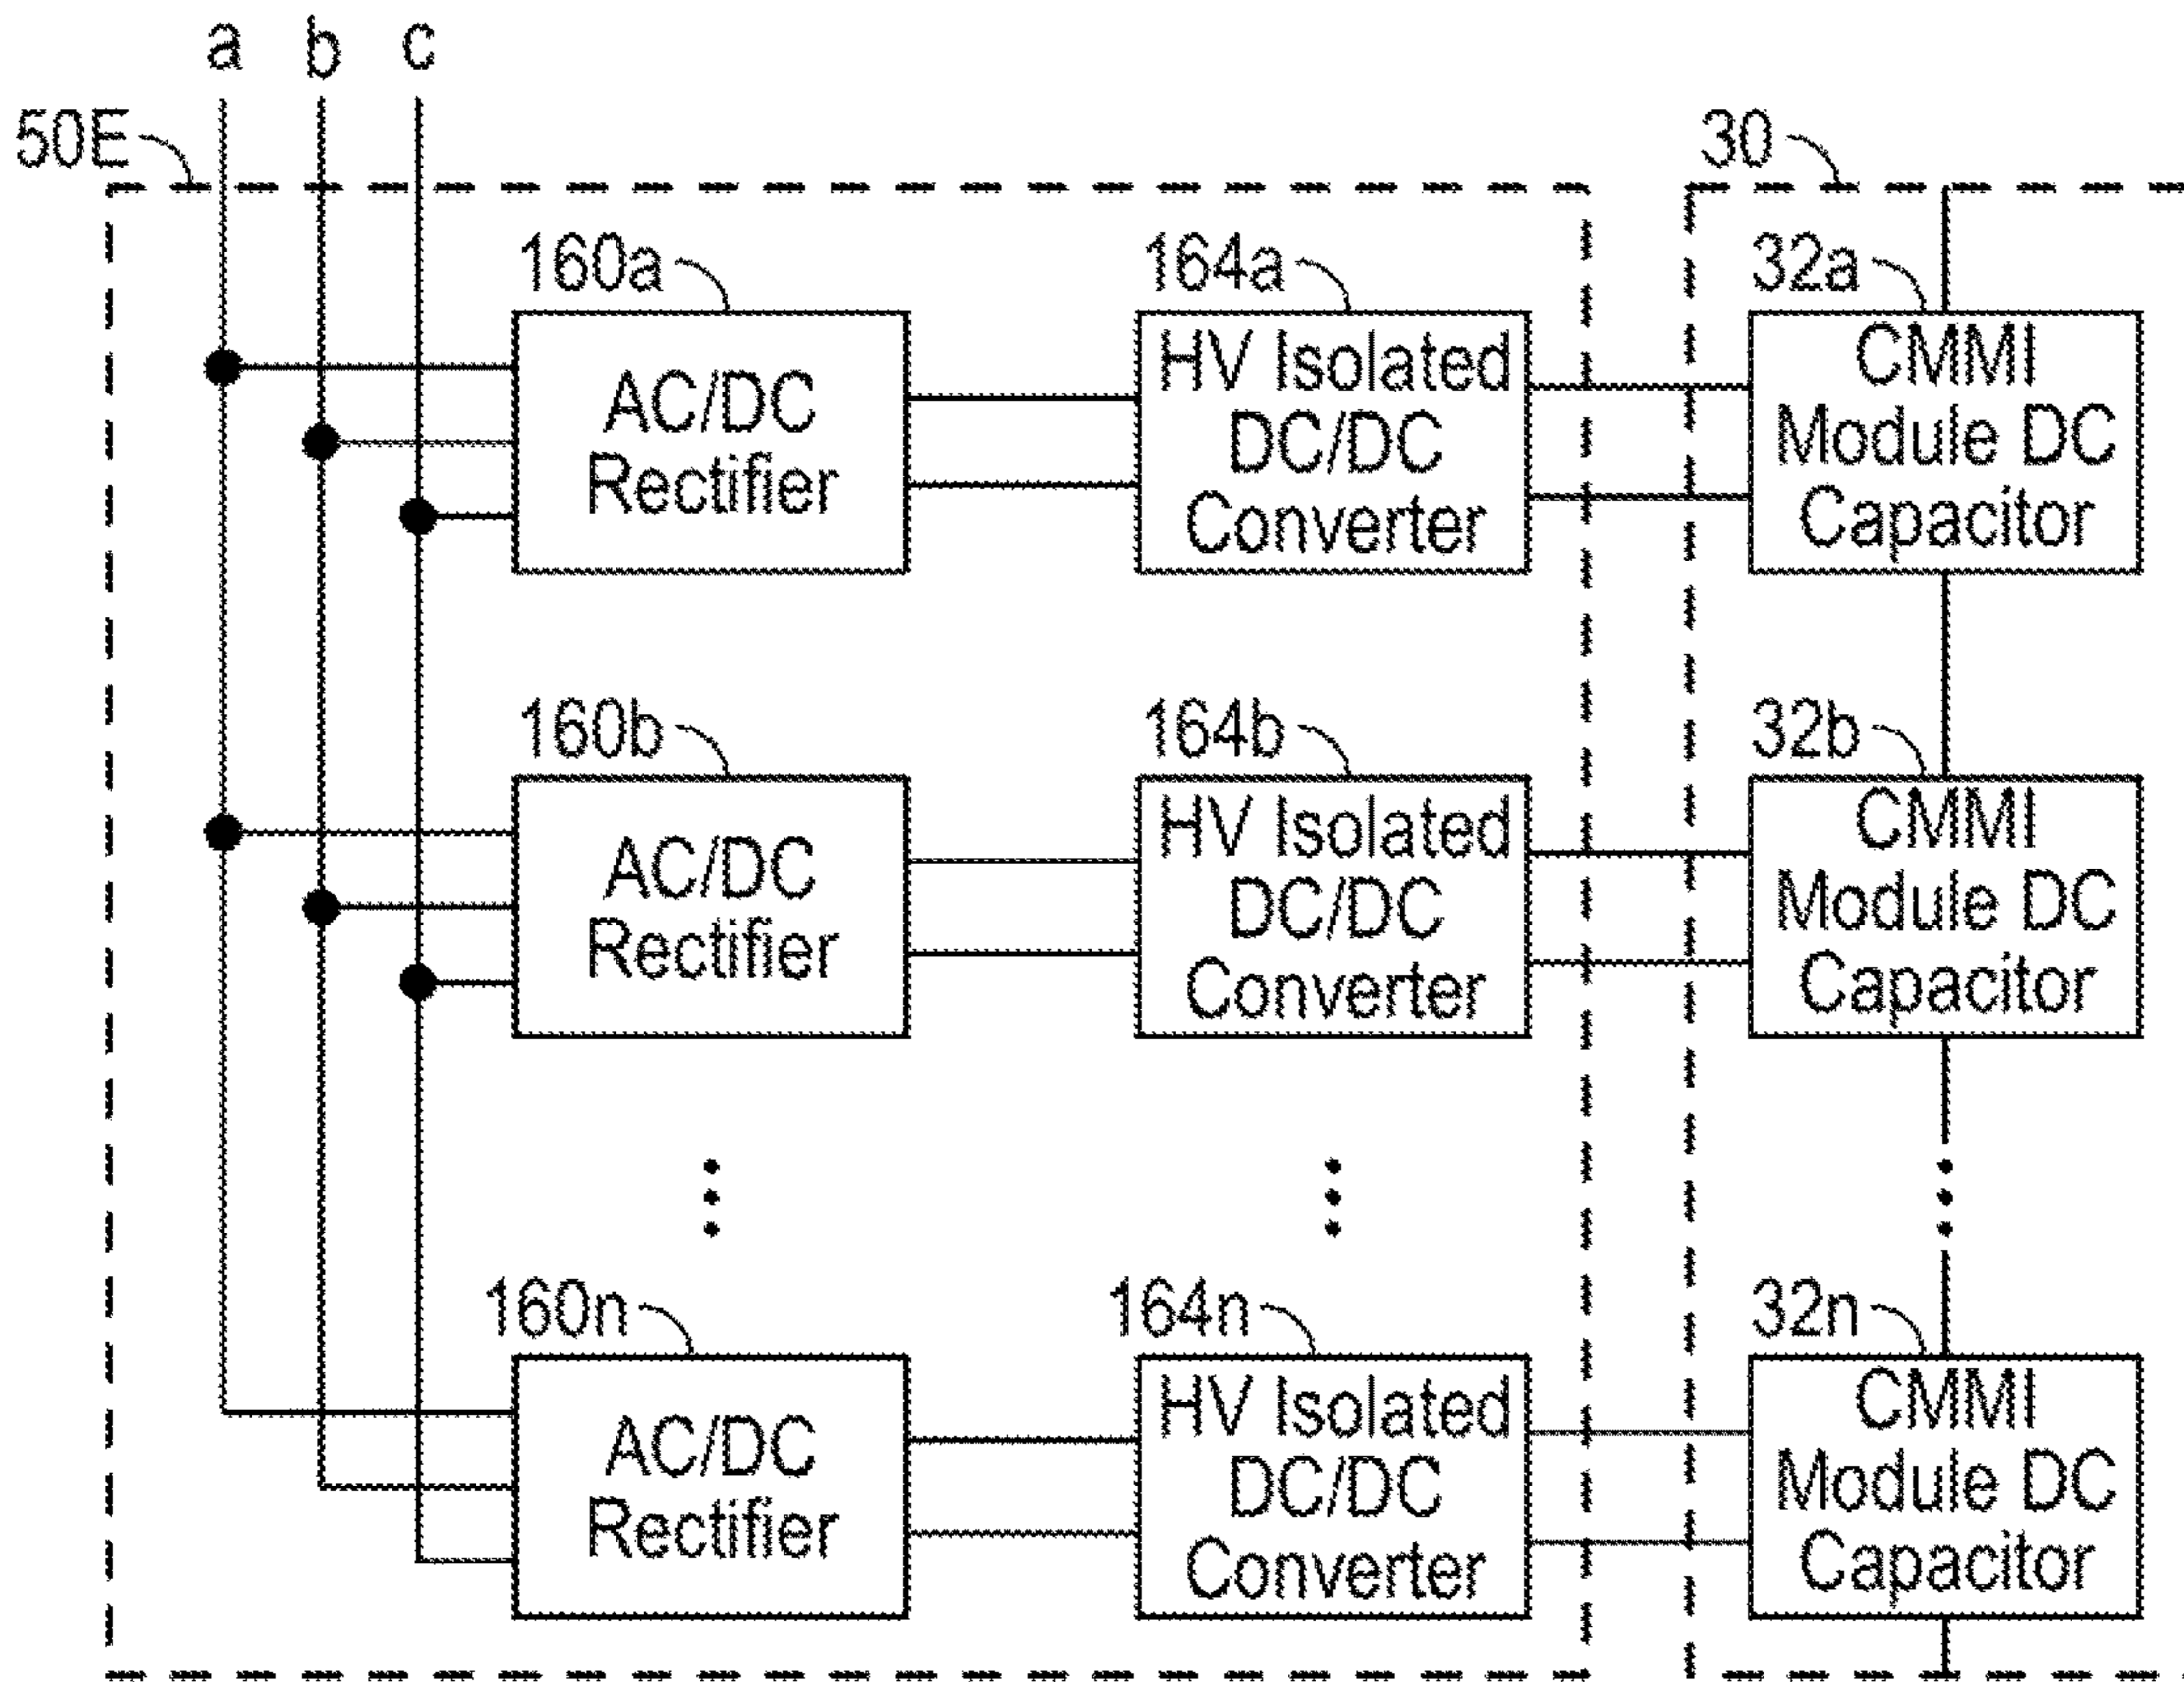 a b c
50E
30
160a
164a
32a
AC/DC
Rectifier
HV Isolated
DC/DC
Converter
CMMI
Module DC
Capacitor
160b
164b
32b
AC/DC
Rectifier
HV Isolated
DC/DC
Converter
CMMI
Module DC
Capacitor
160n
164n
32n
AC/DC
Rectifier
HV Isolated
DC/DC
Converter
CMMI
Module DC
Capacitor